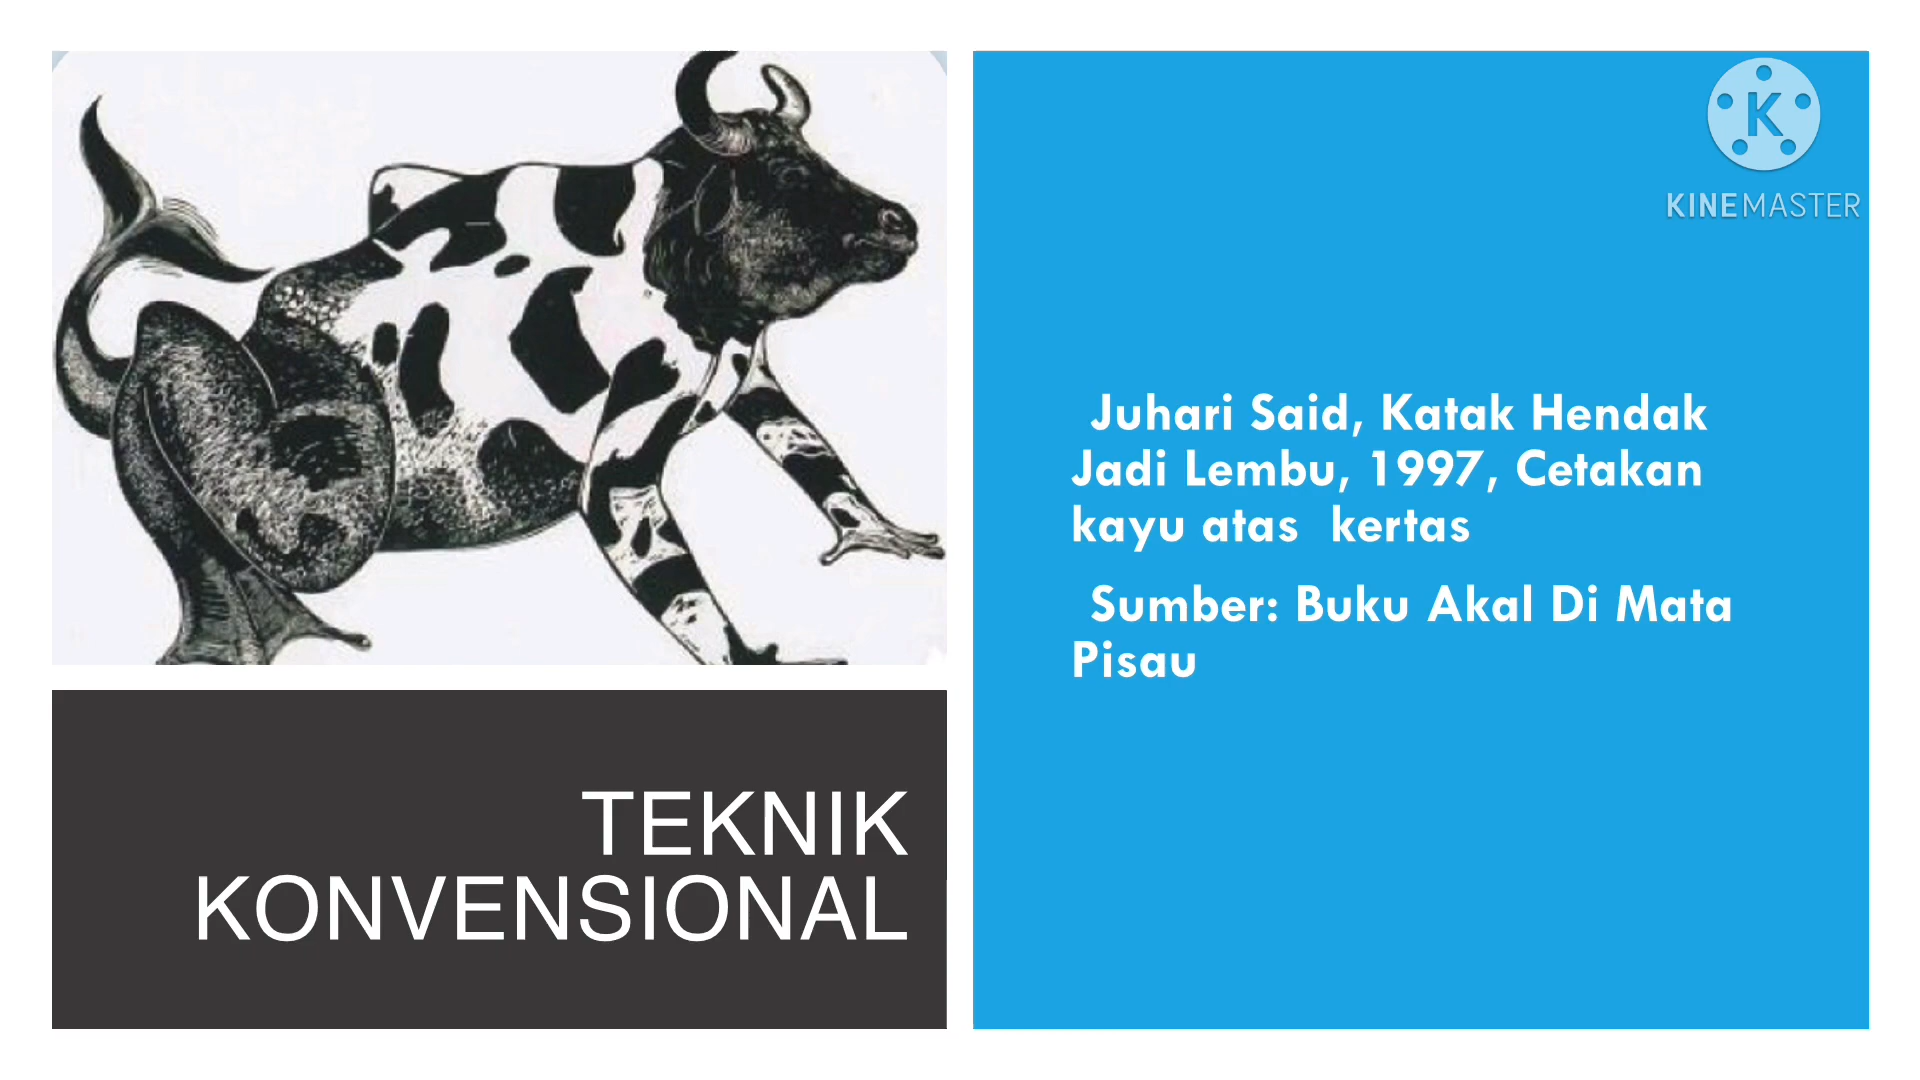 K
KINEMASTER
Juhari Said, Katak Hendak
Jadi Lembu, 1997, Cetakan
kayu atas kertas
Sumber: Buku Akal Di Mata
Pisau
TEKNIK
KONVENSIONAL